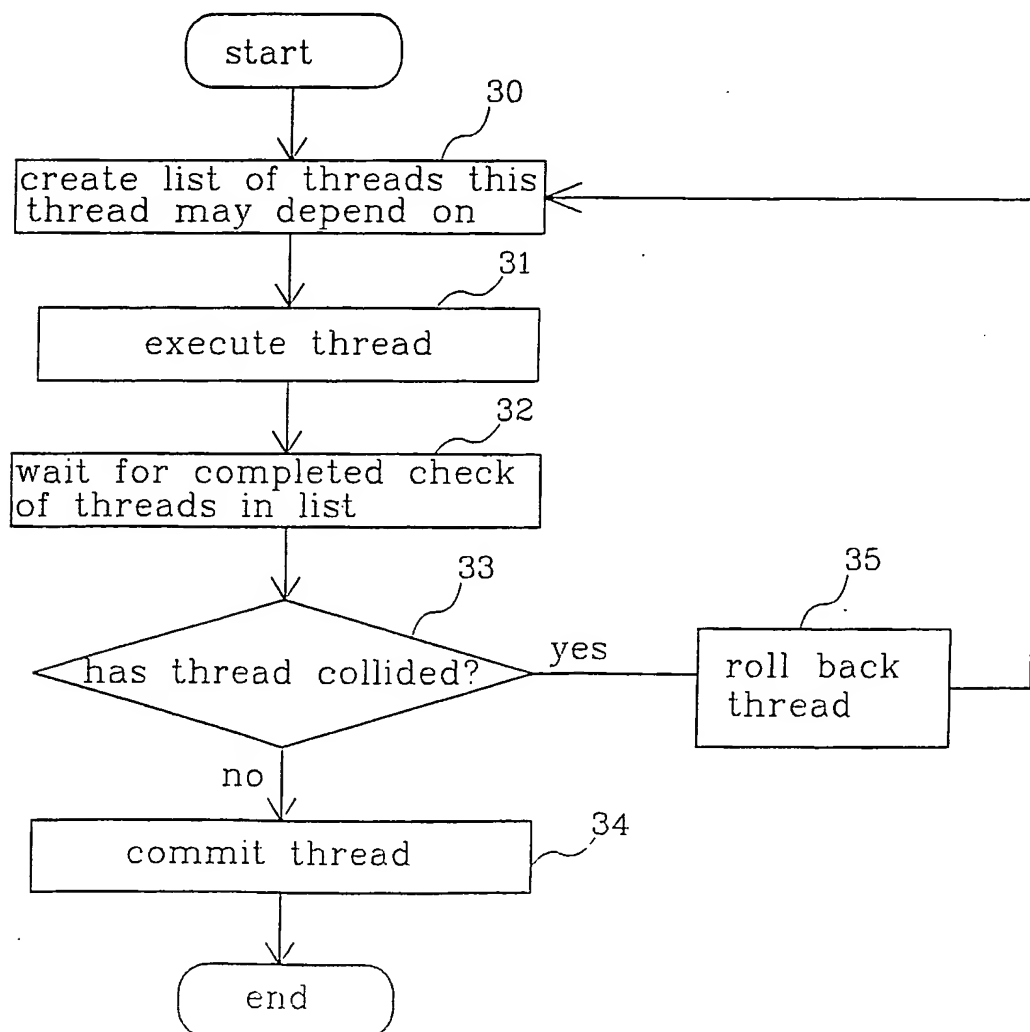 start
30
create list of threads this
thread may depend on
31
execute thread
32
wait for completed check
of threads in list
33
has thread collided?
yes
35
roll back
thread
no
34
commit thread
end